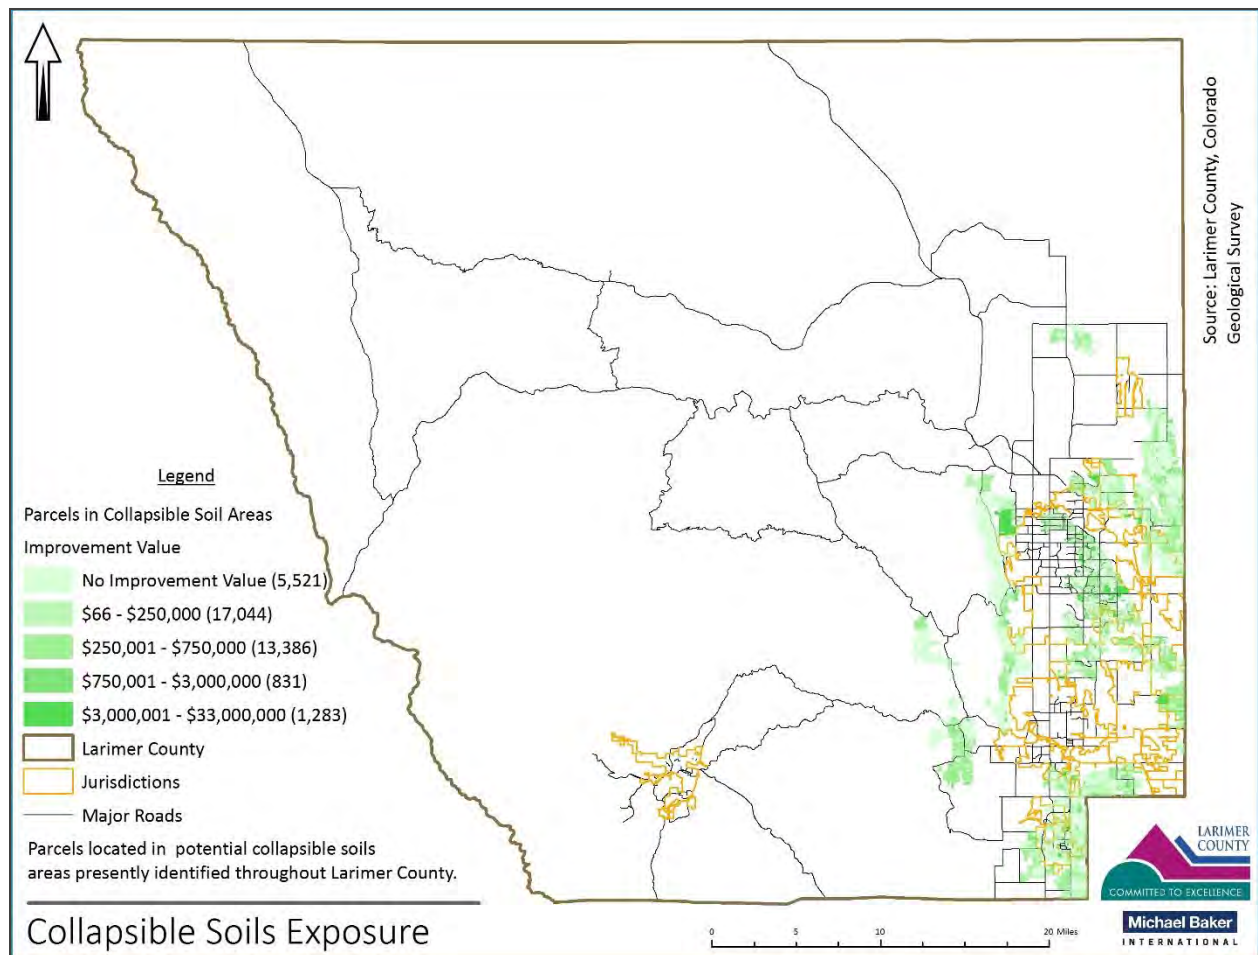 Source: Larimer County, Colorado
Geological Survey
Legend
Parcels in Collapsible Soil Areas
Improvement Value
No Improvement Value (5,521)
$66 - $250,000 (17,044)
$250,001 - $750,000 (13,386)
$750,001 - $3,000,000 (831)
$3,000,001 - $33,000,000 (1,283)
Larimer County
Jurisdictions
Major Roads
Parcels located in potential collapsible soils
areas presently identified throughout Larimer County.
Collapsible Soils Exposure
0 5 10 20 Miles
LARIMER
COUNTY
COMMITTED TO EXCELLENCE
Michael Baker
INTERNATIONAL